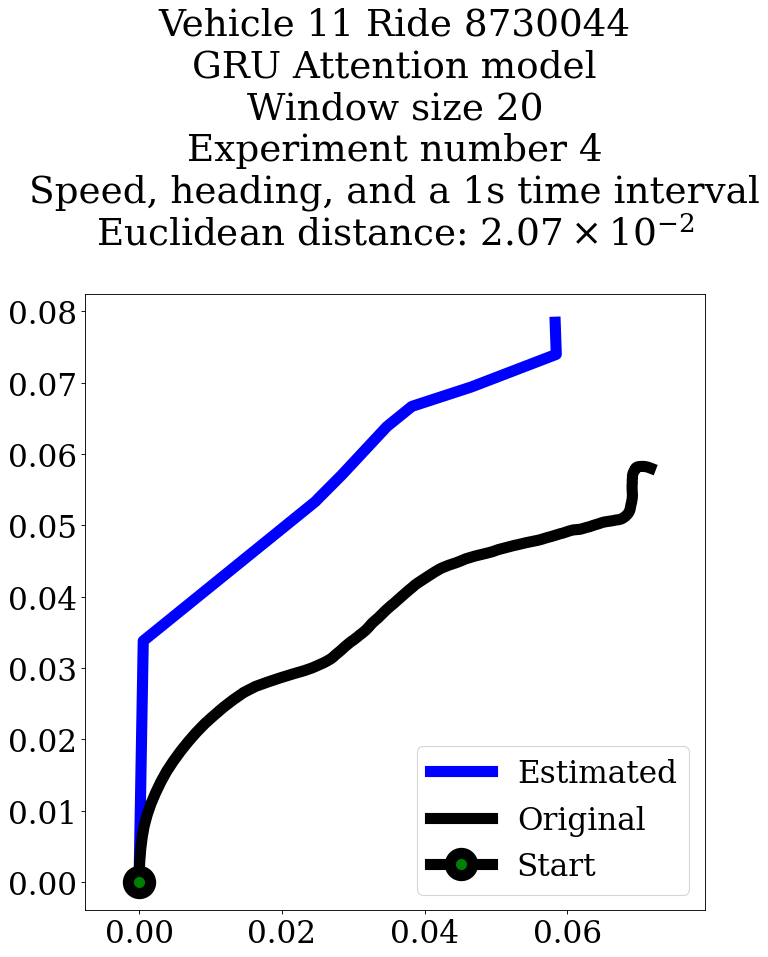 Vehicle 11 Ride 8730044
GRU Attention model
Window size 20
Experiment number 4
Speed, heading, and a 1s time interval
Euclidean distance: 2.07 × 10⁻²
0.08
0.07
0.06
0.05
0.04
0.03
0.02
0.01
0.00
Estimated
Original
Start
0.00 0.02 0.04 0.06